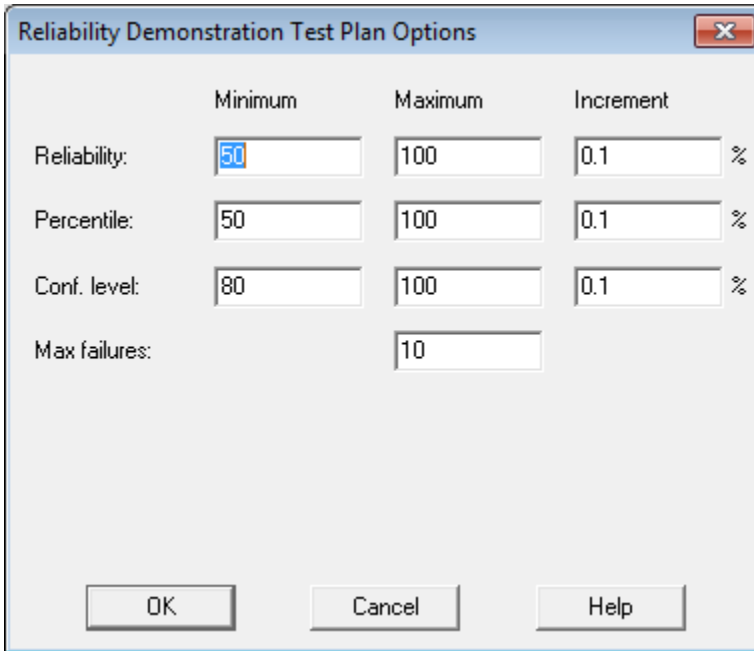 Reliability Demonstration Test Plan Options
Minimum Maximum Increment
Reliability: 50 100 0.1 %
Percentile: 50 100 0.1 %
Conf. level: 80 100 0.1 %
Max failures: 10
OK Cancel Help